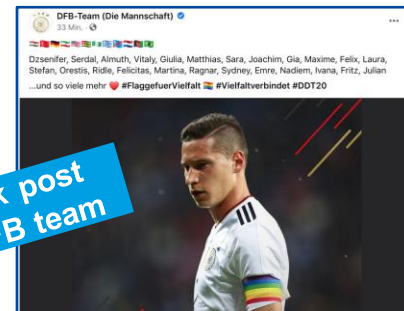 DFB-Team (Die Mannschaft)
33 Min. ·
Dzsenifer, Serdal, Almuth, Vitaly, Giulia, Matthias, Sara, Joachim, Gia, Maxime, Felix, Laura,
Stefan, Orestis, Ridle, Felicitas, Martina, Ragnar, Sydney, Emre, Nadiem, Ivana, Fritz, Julian
...und so viele mehr ❤️ #FlaggefuerVielfalt 🏳️‍🌈 #Vielfaltverbindet #DDT20
post
team